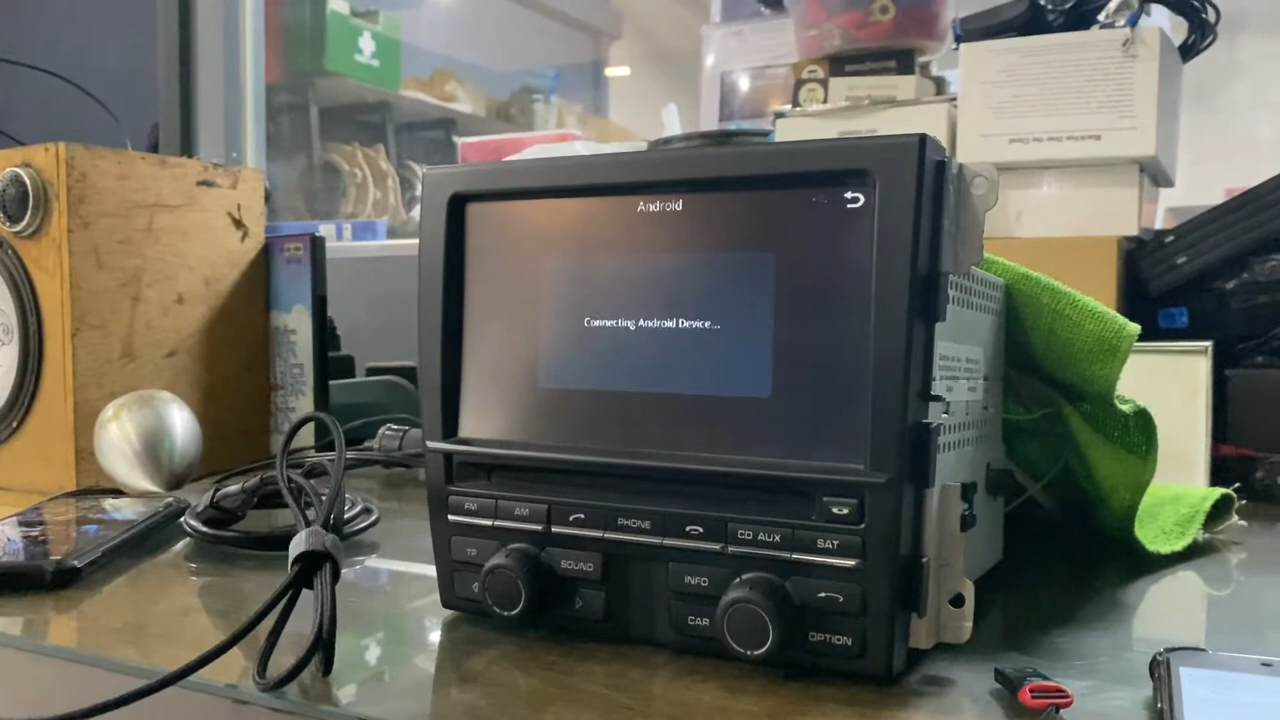 Android
Connecting Android Device...
FM
AM
PHONE
CD AUX
SAT
TP
SOUND
INFO
CAR
OPTION